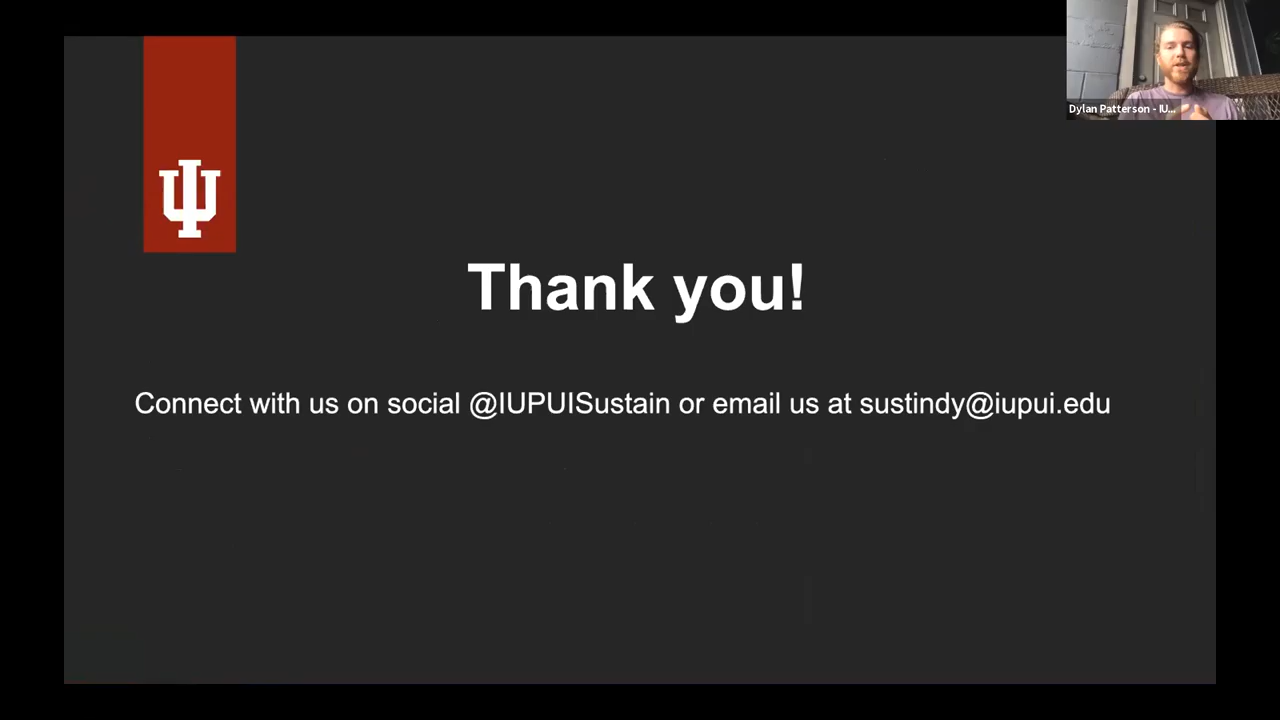 Dylan Patterson - IU...
Thank you!
Connect with us on social @IUPUISustain or email us at sustindy@iupui.edu